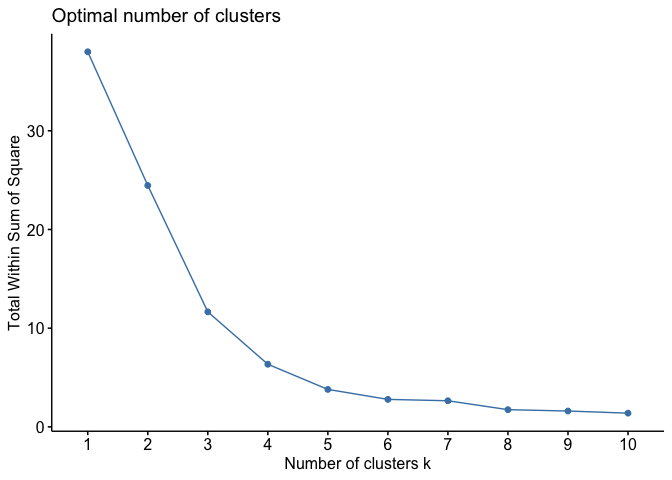 Optimal number of clusters
Total Within Sum of Square
30
20
10
0
1 2 3 4 5 6 7 8 9 10
Number of clusters k